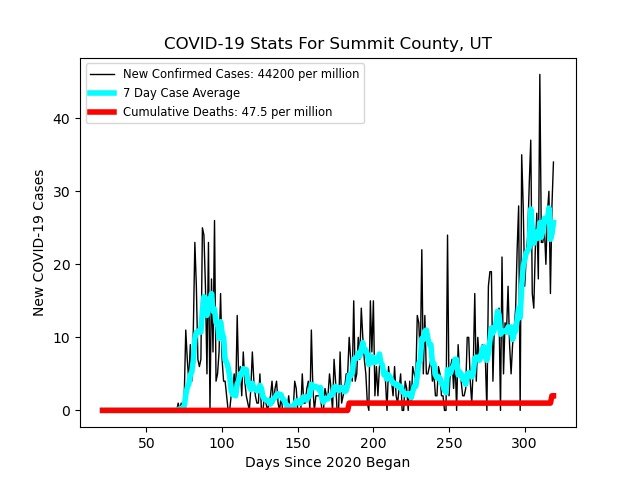 COVID-19 Stats For Summit County, UT
New Confirmed Cases: 44200 per million
7 Day Case Average
Cumulative Deaths: 47.5 per million
New COVID-19 Cases
40
30
20
10
0
50 100 150 200 250 300
Days Since 2020 Began